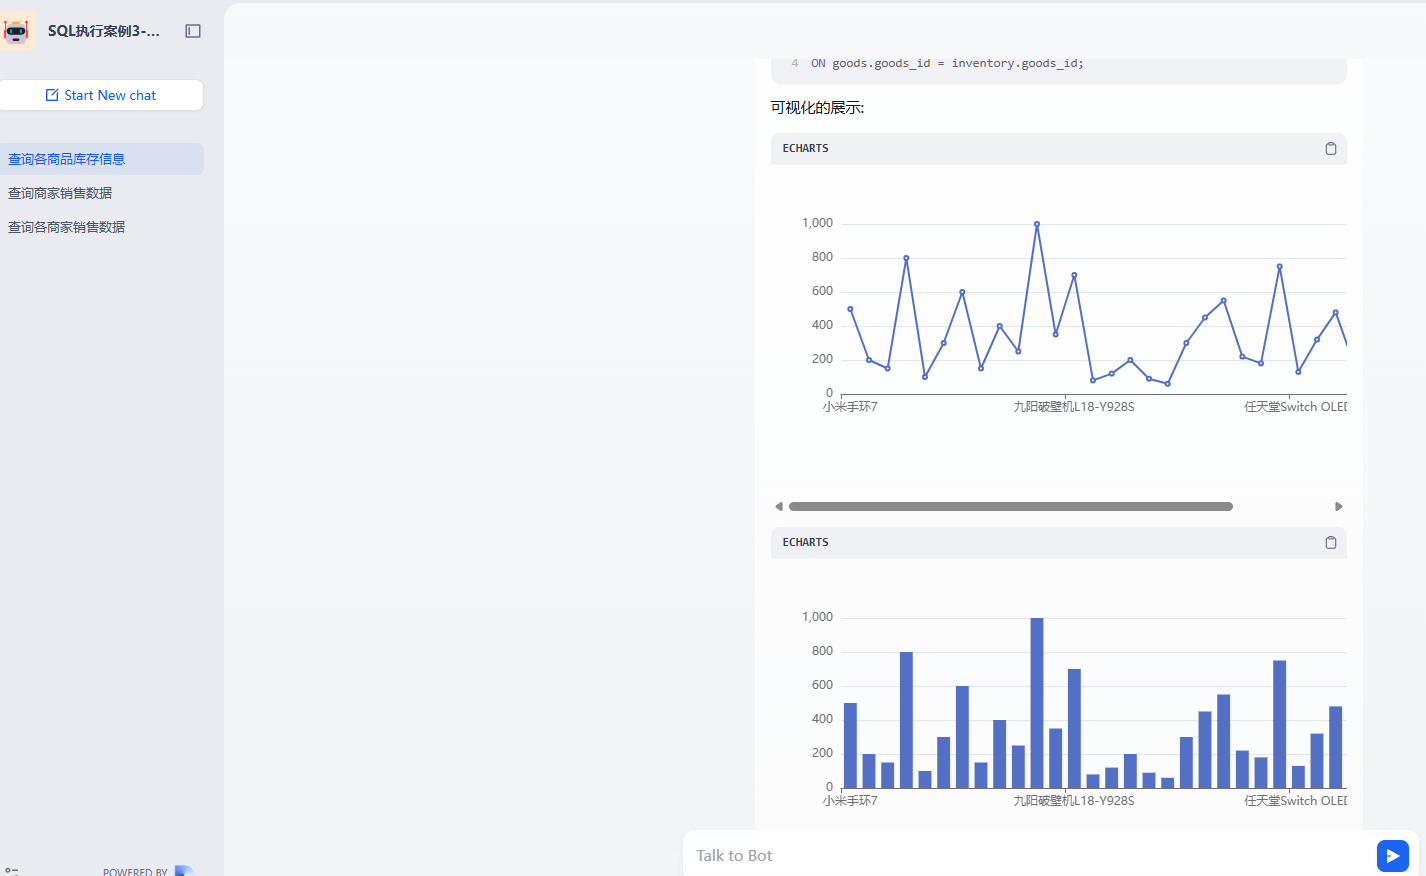 SQL执行案例3-...
Start New chat
查询各商品库存信息
查询商家销售数据
查询各商家销售数据
POWERED BY
4 ON goods.goods_id = inventory.goods_id;
可视化的展示:
ECHARTS
1,000
800
600
400
200
0
小米手环7 九阳破壁机L18-Y928S 任天堂Switch OLED
ECHARTS
1,000
800
600
400
200
0
小米手环7 九阳破壁机L18-Y928S 任天堂Switch OLED
Talk to Bot